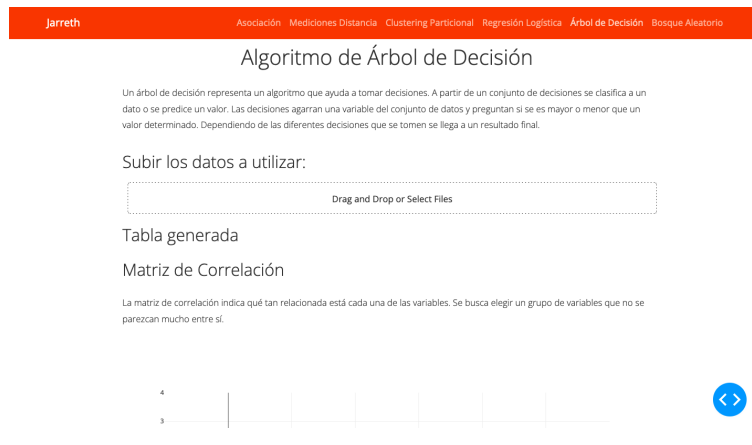 Jarreth Asociación Mediciones Distancia Clustering Particional Regresión Logística Árbol de Decisión Bosque Aleatorio
Algoritmo de Árbol de Decisión
Un árbol de decisión representa un algoritmo que ayuda a tomar decisiones. A partir de un conjunto de decisiones se clasifica a un
dato o se predice un valor. Las decisiones agarran una variable del conjunto de datos y preguntan si se es mayor o menor que un
valor determinado. Dependiendo de las diferentes decisiones que se tomen se llega a un resultado final.
Subir los datos a utilizar:
Drag and Drop or Select Files
Tabla generada
Matriz de Correlación
La matriz de correlación indica qué tan relacionada está cada una de las variables. Se busca elegir un grupo de variables que no se
parezcan mucho entre sí.
4
3